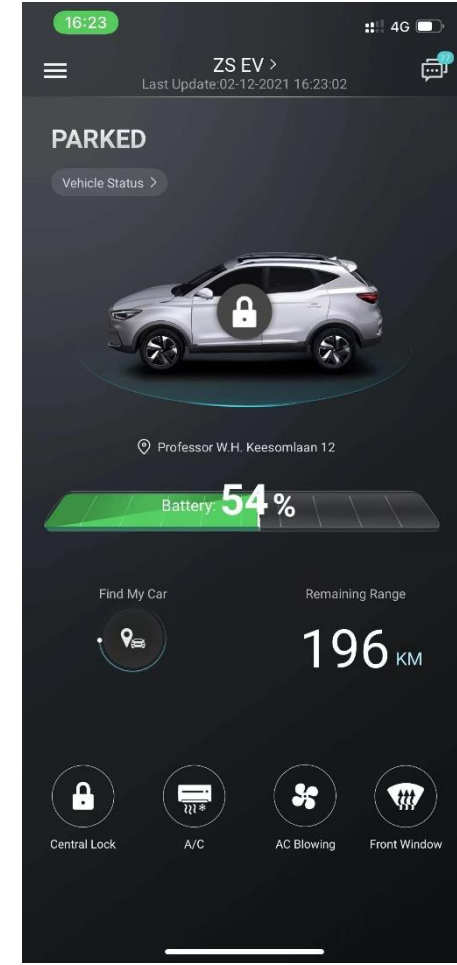 16:23
4G
ZS EV >
Last Update:02-12-2021 16:23:02
PARKED
Vehicle Status >
Professor W.H. Keesomlaan 12
Battery: 54%
Find My Car
Remaining Range
196 KM
Central Lock
A/C
AC Blowing
Front Window